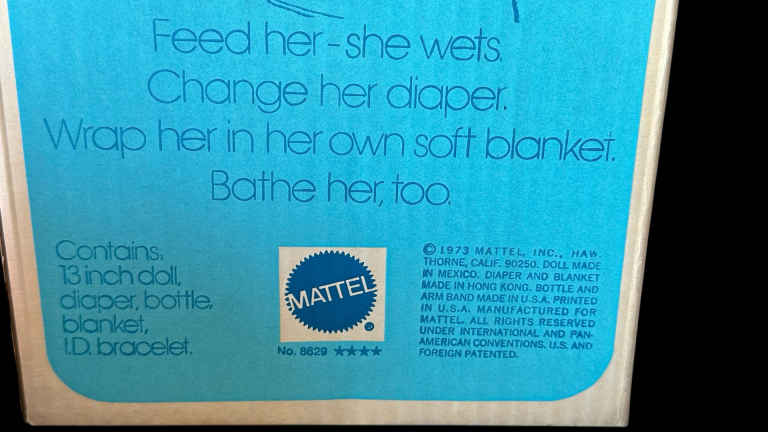 Feed her-she wets.
Change her diaper.
Wrap her in her own soft blanket.
Bathe her, too.
Contains:
13 inch doll,
diaper, bottle,
blanket,
I.D. bracelet.
MATTEL
®
No. 8629 ★★★★
© 1973 MATTEL, INC., HAW-
THORNE, CALIF. 90250. DOLL MADE
IN MEXICO. DIAPER AND BLANKET
MADE IN HONG KONG. BOTTLE AND
ARM BAND MADE IN U.S.A. PRINTED
IN U.S.A. MANUFACTURED FOR
MATTEL. ALL RIGHTS RESERVED
UNDER INTERNATIONAL AND PAN-
AMERICAN CONVENTIONS. U.S. AND
FOREIGN PATENTED.